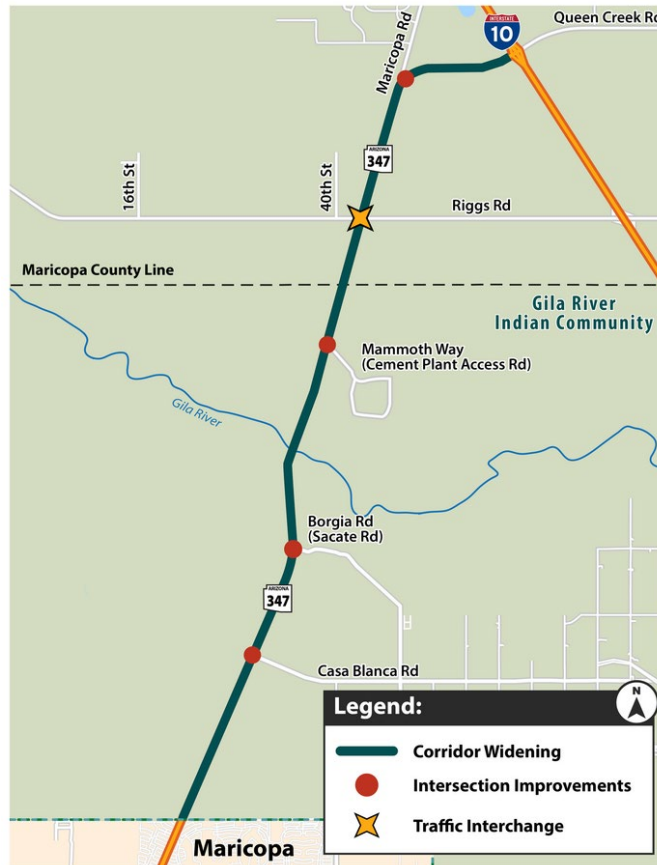 INTERSTATE
10
Queen Creek Rd
Maricopa Rd
ARIZONA
347
16th St
40th St
Riggs Rd
Maricopa County Line
Gila River
Indian Community
Mammoth Way
(Cement Plant Access Rd)
Gila River
Borgia Rd
(Sacate Rd)
ARIZONA
347
Casa Blanca Rd
N
Legend:
Corridor Widening
Intersection Improvements
Traffic Interchange
Maricopa